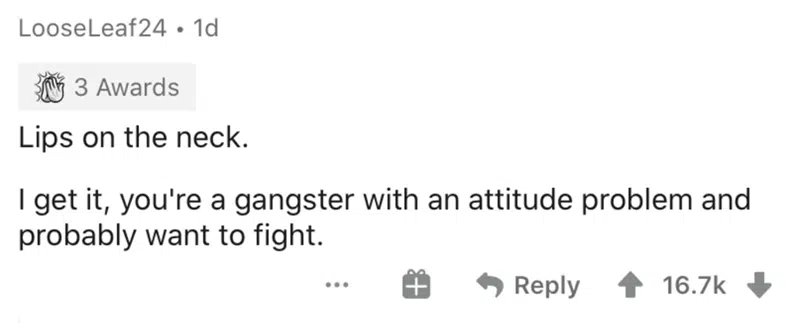 LooseLeaf24 • 1d
3 Awards
Lips on the neck.
I get it, you're a gangster with an attitude problem and
probably want to fight.
... Reply 16.7k